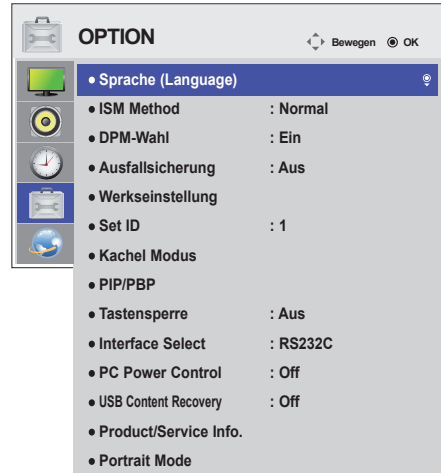 OPTION Bewegen OK
• Sprache (Language)
• ISM Method : Normal
• DPM-Wahl : Ein
• Ausfallsicherung : Aus
• Werkseinstellung
• Set ID : 1
• Kachel Modus
• PIP/PBP
• Tastensperre : Aus
• Interface Select : RS232C
• PC Power Control : Off
• USB Content Recovery : Off
• Product/Service Info.
• Portrait Mode